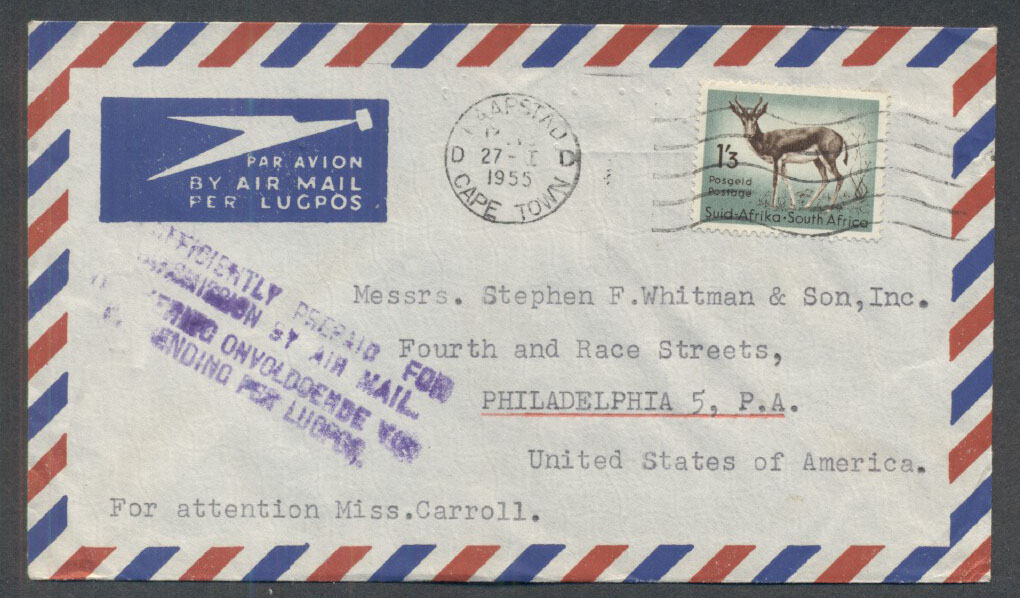 PAR AVION
BY AIR MAIL
PER LUGPOS
KAAPSTAD
27-I
1955
D D
CAPE TOWN
1'3
Posgeld
Postage
Suid-Afrika·South Africa
PREPAID FOR
BY AIR MAIL.
ONVOLDOENDE VIR
PER LUGPOS.
Messrs. Stephen F.Whitman & Son,Inc.
Fourth and Race Streets,
PHILADELPHIA 5, P.A.
United States of America.
For attention Miss.Carroll.